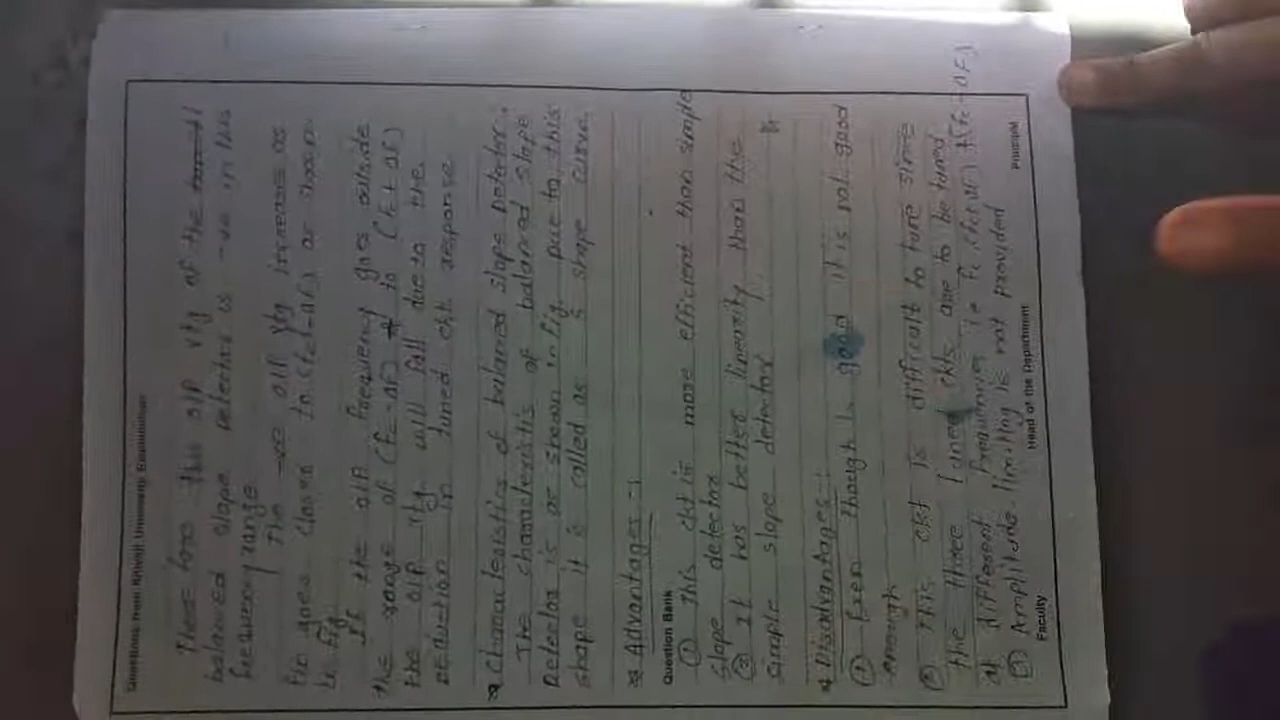 Questions from Shivaji University Examination
There fore this o/p vtg of the
balanced slope detector is -ve in this
frequency range
The -ve o/p vtg increases as
fin goes closer to (fc-ΔF) as shown
in Fig
If the o/p frequency goes outside
the range of (fc-ΔF) to (fc+ΔF)
the o/p vtg. will fall due to the
reduction in tuned ckt response
* Characteristics of balanced slope detector:
The characteristis of balanced slope
Detector is as shown in Fig. Due to this
shape it is called as S shape curve.
* Advantages :-
Question Bank
① This ckt is more efficient than simple
slope detector
② It has better linearity than the
simple slope detector
* Disadvantages :-
① Even though good it is not good
enough
② This ckt is difficult to tune since
the three tuned ckts are to be tuned
at different frequencies ie fc, (fc+ΔF), (fc-ΔF)
③ Amplitude limiting is not provided
Faculty Head of the Department Principal